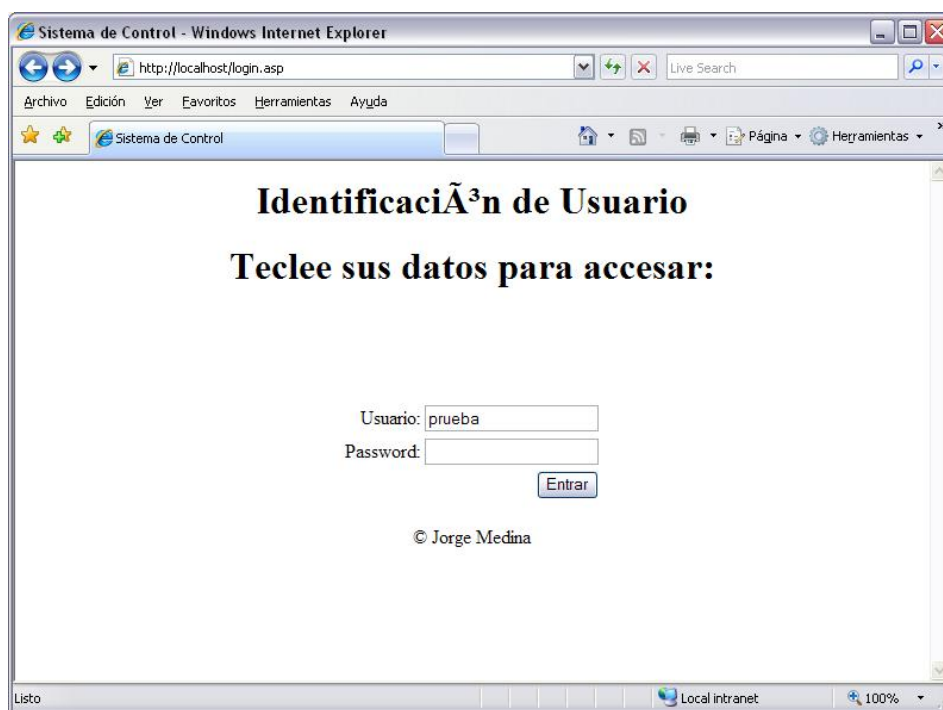 Sistema de Control - Windows Internet Explorer
http://localhost/login.asp
Live Search
Archivo Edición Ver Favoritos Herramientas Ayuda
Sistema de Control
Página
Herramientas
IdentificaciÃ³n de Usuario
Teclee sus datos para accesar:
Usuario: prueba
Password:
Entrar
© Jorge Medina
Listo
Local intranet
100%